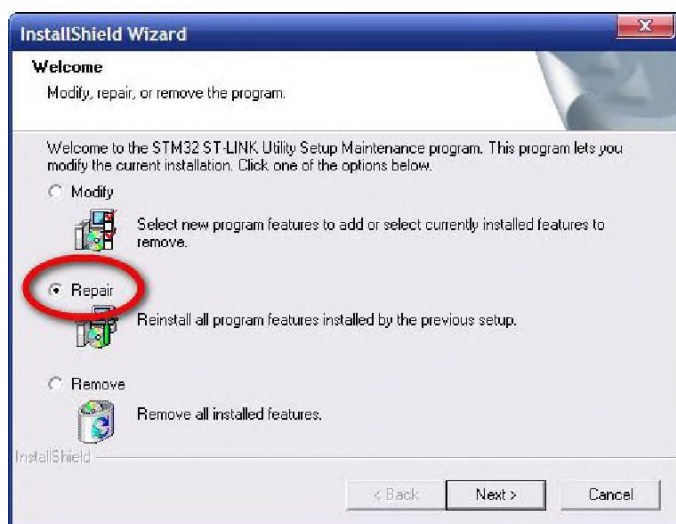 InstallShield Wizard
Welcome
Modify, repair, or remove the program.
Welcome to the STM32 ST-LINK Utility Setup Maintenance program. This program lets you
modify the current installation. Click one of the options below.
Modify
Select new program features to add or select currently installed features to
remove.
Repair
Reinstall all program features installed by the previous setup.
Remove
Remove all installed features.
InstallShield
< Back
Next >
Cancel